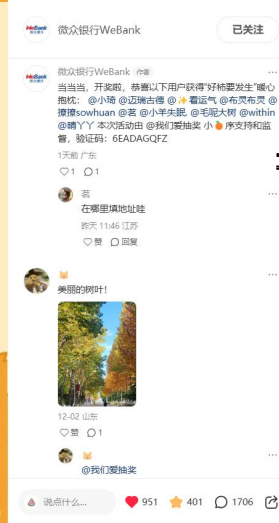 微众银行WeBank
已关注
微众银行WeBank 作者
当当当，开奖啦，恭喜以下用户获得"好柿要发生"暖心
抱枕： @小琦 @迈瑞古德 @✨看运气 @布灵布灵 @
撩撩sowhuan @茗 @小羊失眠. @毛呢大树 @within
@晴丫丫 本次活动由 @我们爱抽奖 小🍊序支持和监
督，验证码：6EADAGQFZ
1天前 广东
1 1
茗
在哪里填地址哇
昨天 11:46 江苏
赞 回复
美丽的树叶！
12-02 山东
赞 1
@我们爱抽奖
说点什么...
951 401 1706